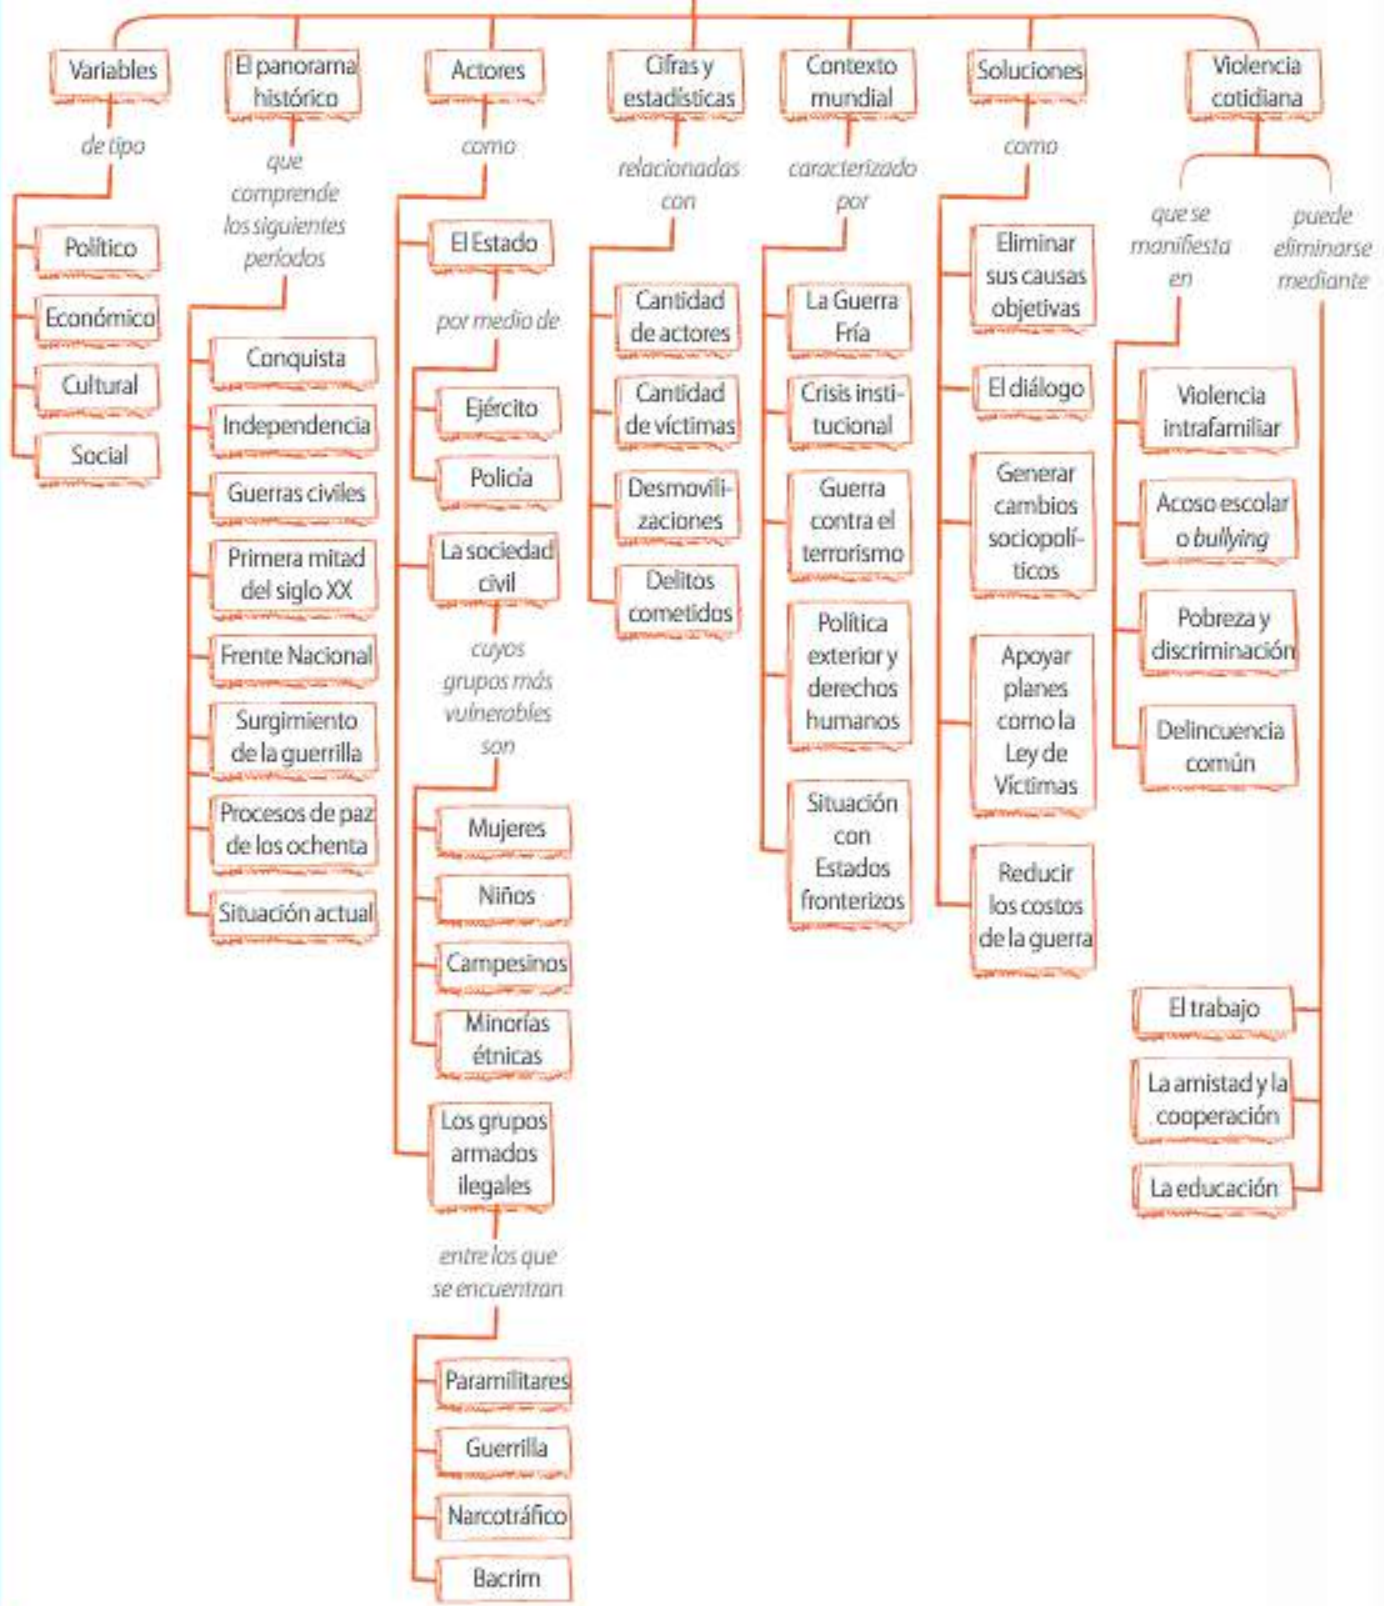 Variables
de tipo
Político
Económico
Cultural
Social
El panorama
histórico
que
comprende
los siguientes
períodos
Conquista
Independencia
Guerras civiles
Primera mitad
del siglo XX
Frente Nacional
Surgimiento
de la guerrilla
Procesos de paz
de los ochenta
Situación actual
Actores
como
El Estado
por medio de
Ejército
Policía
La sociedad
civil
cuyos
grupos más
vulnerables
son
Mujeres
Niños
Campesinos
Minorías
étnicas
Los grupos
armados
ilegales
entre los que
se encuentran
Paramilitares
Guerrilla
Narcotráfico
Bacrim
Cifras y
estadísticas
relacionadas
con
Cantidad
de actores
Cantidad
de víctimas
Desmovili-
zaciones
Delitos
cometidos
Contexto
mundial
caracterizado
por
La Guerra
Fría
Crisis insti-
tucional
Guerra
contra el
terrorismo
Política
exterior y
derechos
humanos
Situación
con
Estados
fronterizos
Soluciones
como
Eliminar
sus causas
objetivas
El diálogo
Generar
cambios
sociopolí-
ticos
Apoyar
planes
como la
Ley de
Víctimas
Reducir
los costos
de la guerra
Violencia
cotidiana
que se
manifiesta
en
Violencia
intrafamiliar
Acoso escolar
o bullying
Pobreza y
discriminación
Delincuencia
común
puede
eliminarse
mediante
El trabajo
La amistad y la
cooperación
La educación